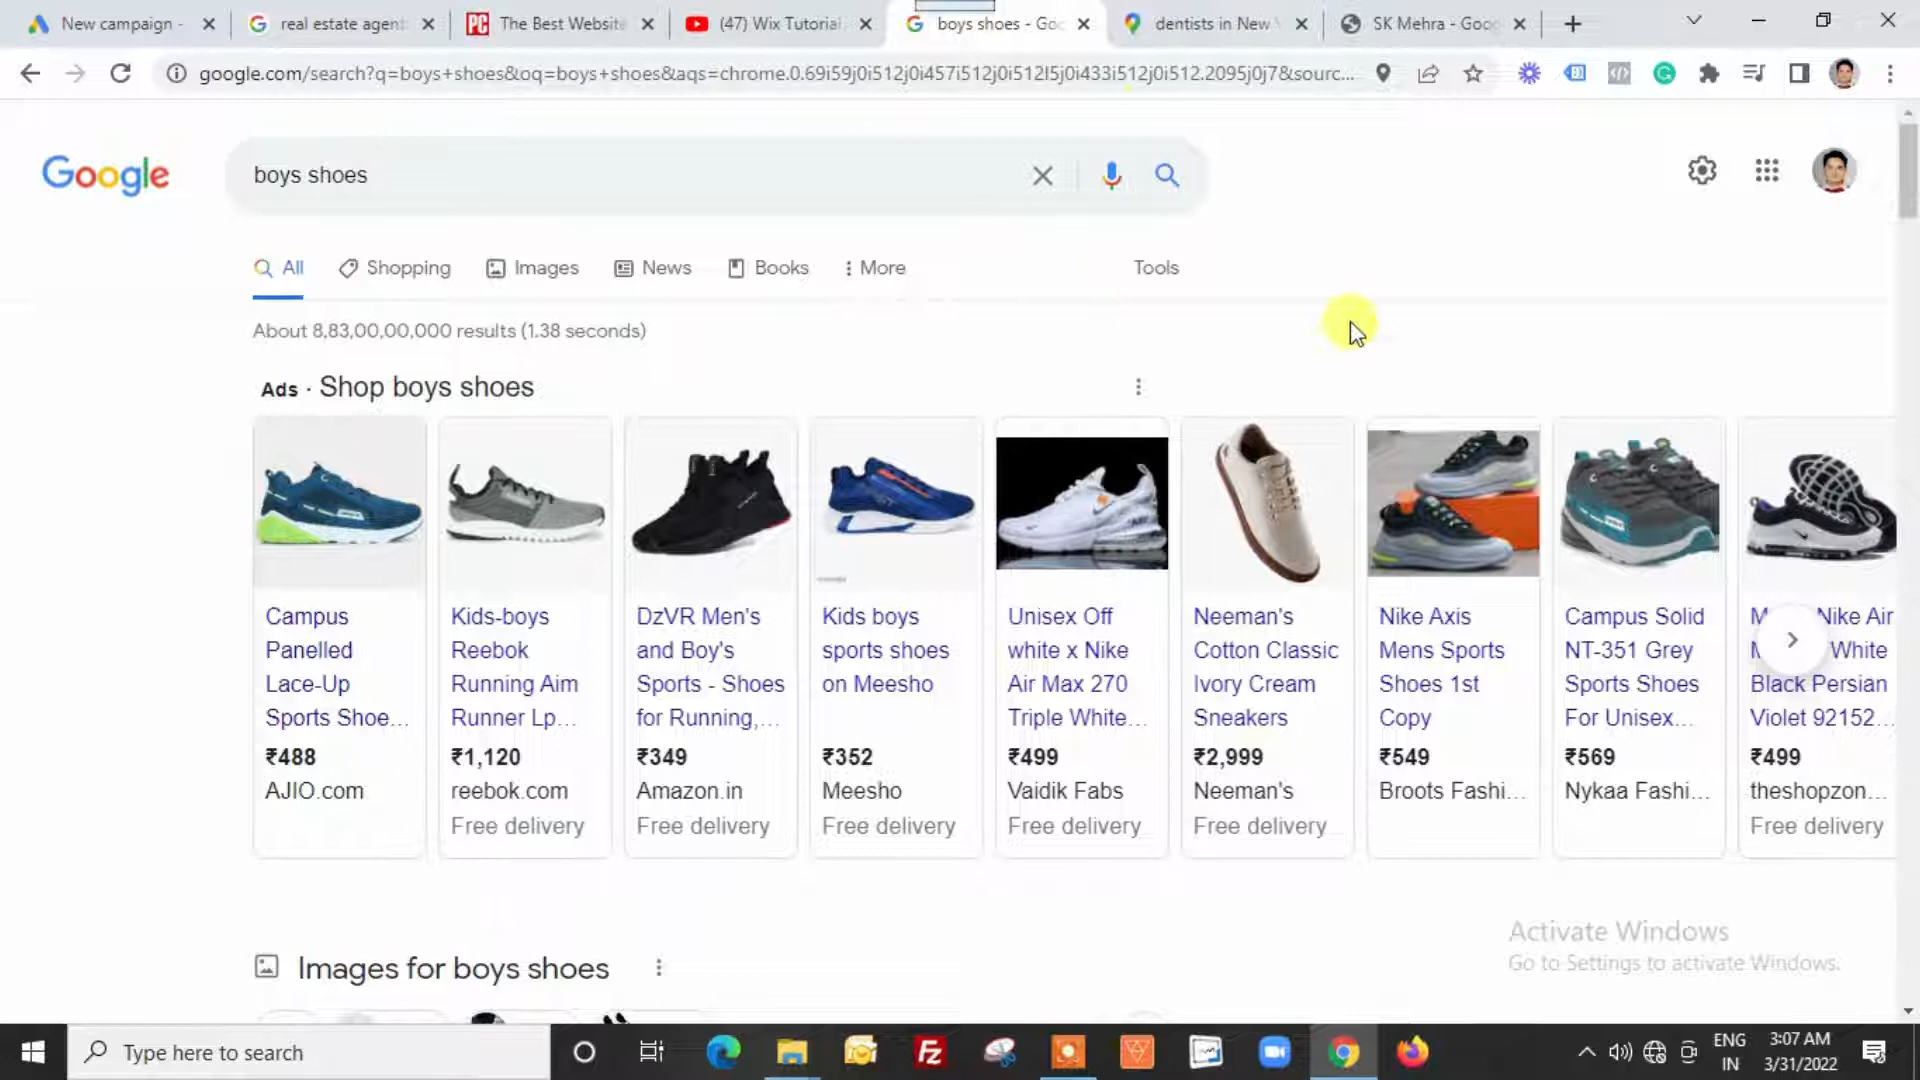 New campaign -
real estate agent
PC The Best Website
(47) Wix Tutorial
boys shoes - Goo
dentists in New
SK Mehra - Goog
google.com/search?q=boys+shoes&oq=boys+shoes&aqs=chrome.0.69i59j0i512j0i457i512j0i512l5j0i433i512j0i512.2095j0j7&sourc...
Google
boys shoes
All
Shopping
Images
News
Books
More
Tools
About 8,83,00,00,000 results (1.38 seconds)
Ads · Shop boys shoes
Campus
Panelled
Lace-Up
Sports Shoe...
₹488
AJIO.com
Kids-boys
Reebok
Running Aim
Runner Lp...
₹1,120
reebok.com
Free delivery
DzVR Men's
and Boy's
Sports - Shoes
for Running,...
₹349
Amazon.in
Free delivery
Kids boys
sports shoes
on Meesho
₹352
Meesho
Free delivery
Unisex Off
white x Nike
Air Max 270
Triple White...
₹499
Vaidik Fabs
Free delivery
Neeman's
Cotton Classic
Ivory Cream
Sneakers
₹2,999
Neeman's
Free delivery
Nike Axis
Mens Sports
Shoes 1st
Copy
₹549
Broots Fashi...
Campus Solid
NT-351 Grey
Sports Shoes
For Unisex...
₹569
Nykaa Fashi...
Nike Air
White
Black Persian
Violet 92152...
₹499
theshopzon...
Free delivery
Images for boys shoes
Activate Windows
Go to Settings to activate Windows.
Type here to search
ENG
IN
3:07 AM
3/31/2022